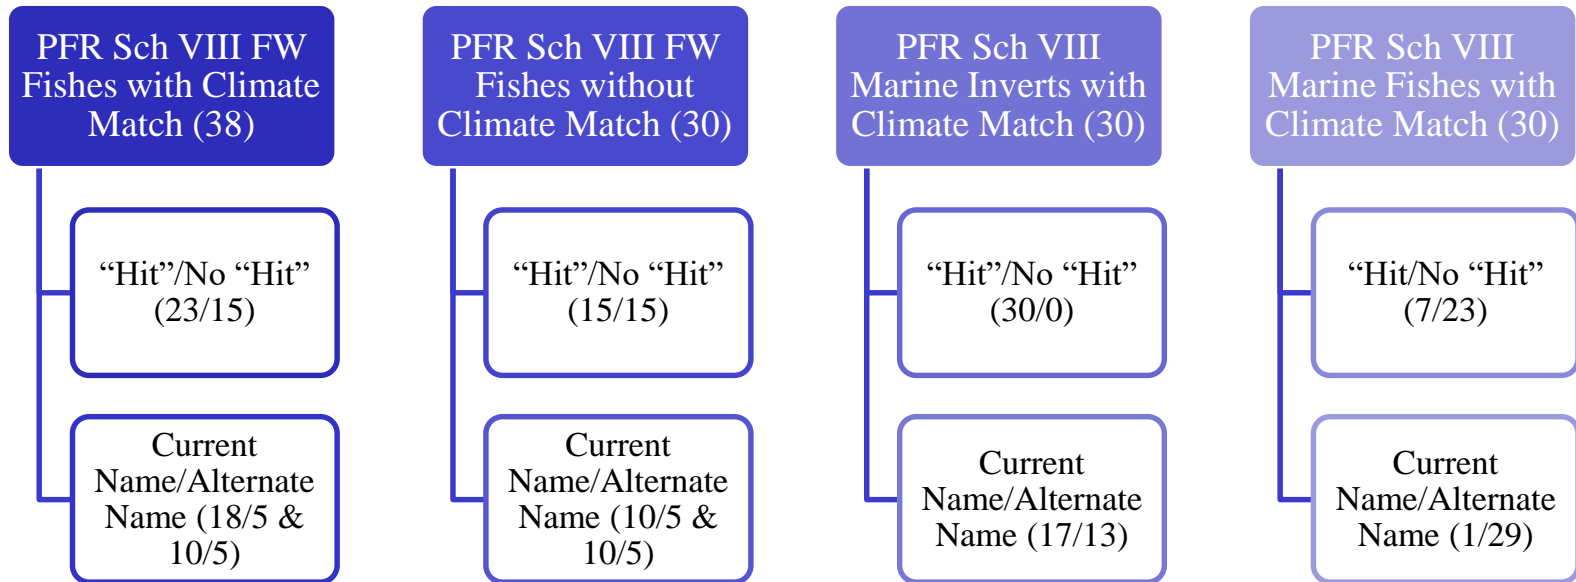 PFR Sch VIII FW
Fishes with Climate
Match (38)
“Hit”/No “Hit”
(23/15)
Current
Name/Alternate
Name (18/5 &
10/5)
PFR Sch VIII FW
Fishes without
Climate Match (30)
“Hit”/No “Hit”
(15/15)
Current
Name/Alternate
Name (10/5 &
10/5)
PFR Sch VIII
Marine Inverts with
Climate Match (30)
“Hit”/No “Hit”
(30/0)
Current
Name/Alternate
Name (17/13)
PFR Sch VIII
Marine Fishes with
Climate Match (30)
“Hit/No “Hit”
(7/23)
Current
Name/Alternate
Name (1/29)